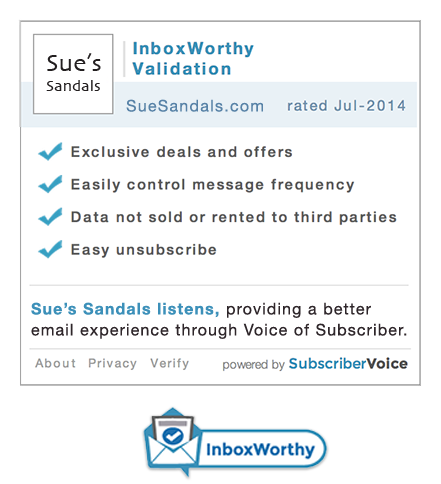 Sue's
Sandals
InboxWorthy
Validation
SueSandals.com rated Jul-2014
Exclusive deals and offers
Easily control message frequency
Data not sold or rented to third parties
Easy unsubscribe
Sue's Sandals listens, providing a better
email experience through Voice of Subscriber.
About Privacy Verify powered by SubscriberVoice
InboxWorthy